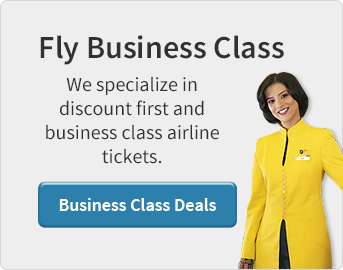 Fly Business Class
We specialize in
discount first and
business class airline
tickets.
Business Class Deals